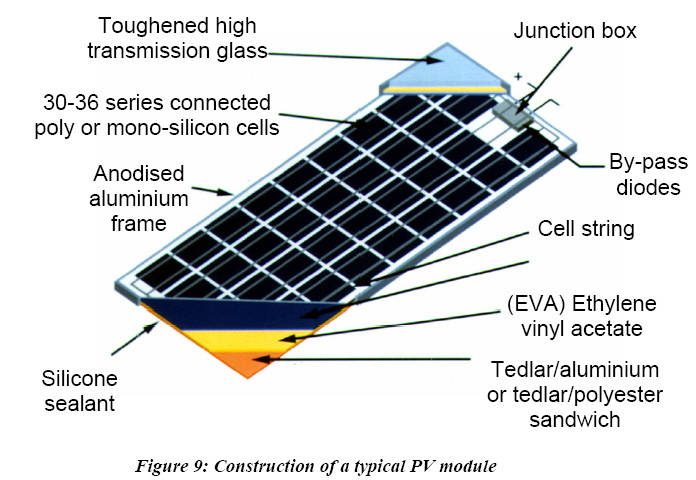 Toughened high
transmission glass
Junction box
+
-
30-36 series connected
poly or mono-silicon cells
Anodised
aluminium
frame
By-pass
diodes
Cell string
(EVA) Ethylene
vinyl acetate
Silicone
sealant
Tedlar/aluminium
or tedlar/polyester
sandwich
Figure 9: Construction of a typical PV module